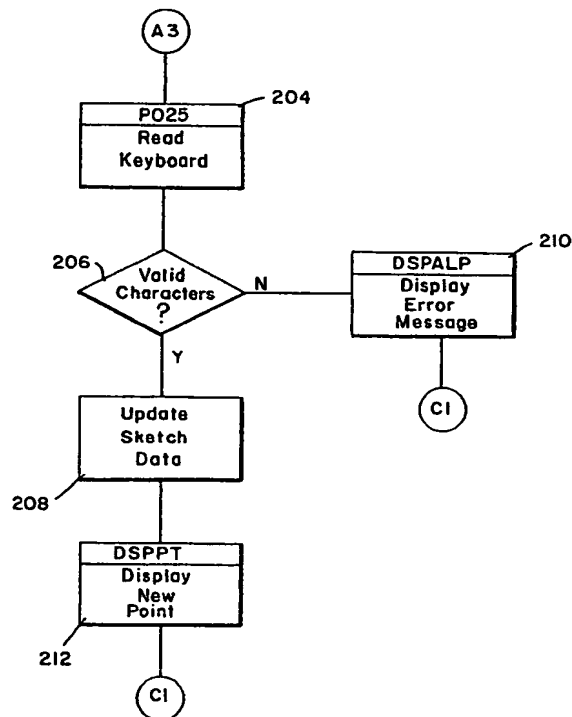 A3
204
PO25
Read
Keyboard
206
Valid
Characters
?
N
Y
210
DSPALP
Display
Error
Message
C1
Update
Sketch
Data
208
DSPPT
Display
New
Point
212
C1